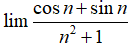 lim (cos n + sin n) / (n² + 1)